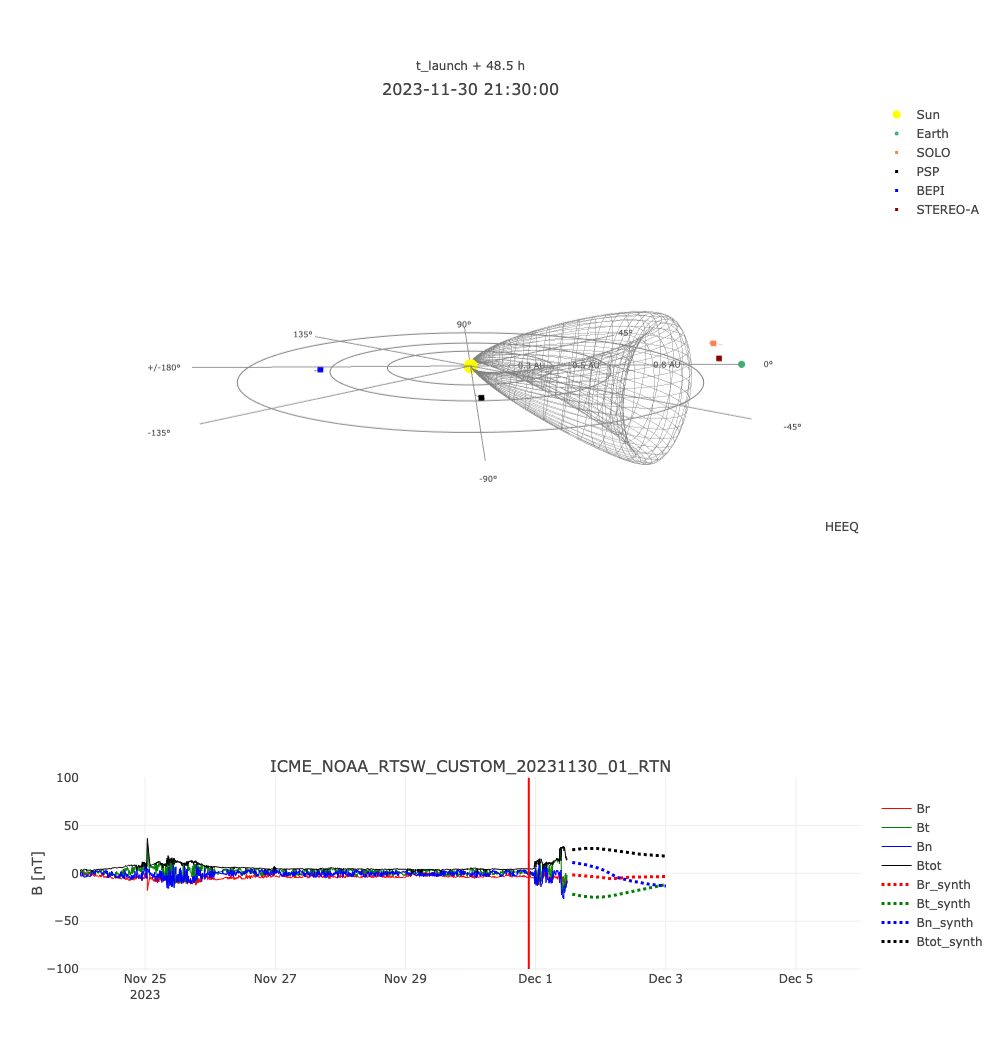 t_launch + 48.5 h
2023-11-30 21:30:00
Sun
Earth
SOLO
PSP
BEPI
STEREO-A
90°
135°
45°
+/-180°
0.3 AU
0.5 AU
0.8 AU
0°
-135°
-45°
-90°
HEEQ
ICME_NOAA_RTSW_CUSTOM_20231130_01_RTN
B [nT]
100
50
0
−50
−100
Nov 25
2023
Nov 27
Nov 29
Dec 1
Dec 3
Dec 5
Br
Bt
Bn
Btot
Br_synth
Bt_synth
Bn_synth
Btot_synth